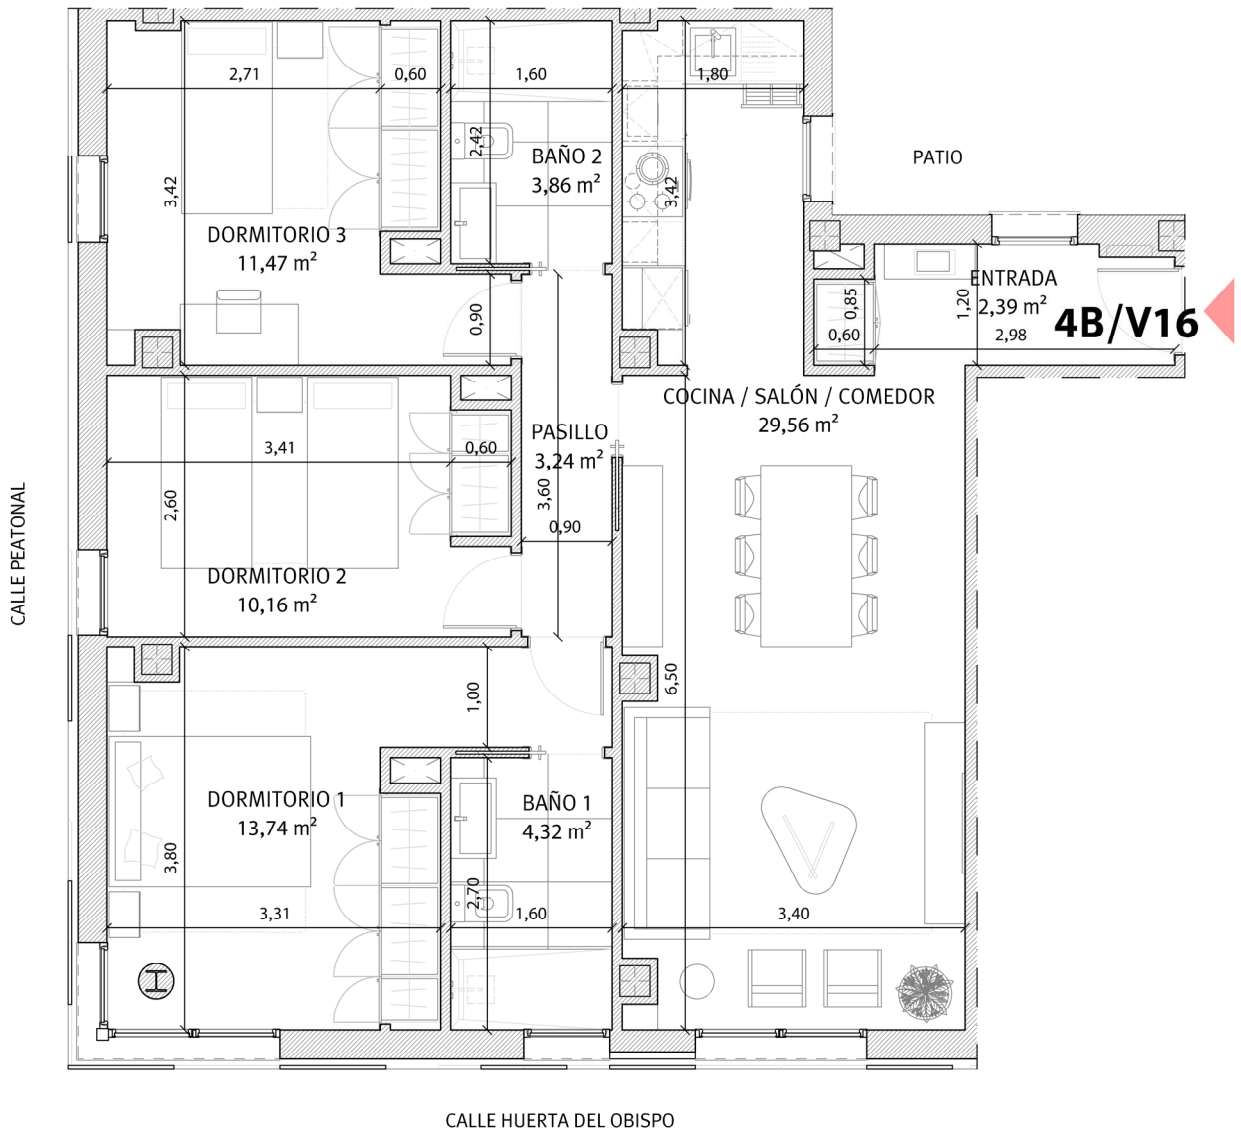 2,71
0,60
1,60
1,80
2,42
BAÑO 2
3,86 m²
PATIO
3,42
3,42
DORMITORIO 3
11,47 m²
ENTRADA
2,39 m²
0,85
1,20
4B/V16
0,90
0,60
2,98
COCINA / SALÓN / COMEDOR
29,56 m²
PASILLO
3,24 m²
3,41
0,60
2,60
3,60
0,90
CALLE PEATONAL
DORMITORIO 2
10,16 m²
6,50
1,00
DORMITORIO 1
13,74 m²
BAÑO 1
4,32 m²
3,80
2,70
3,31
1,60
3,40
CALLE HUERTA DEL OBISPO